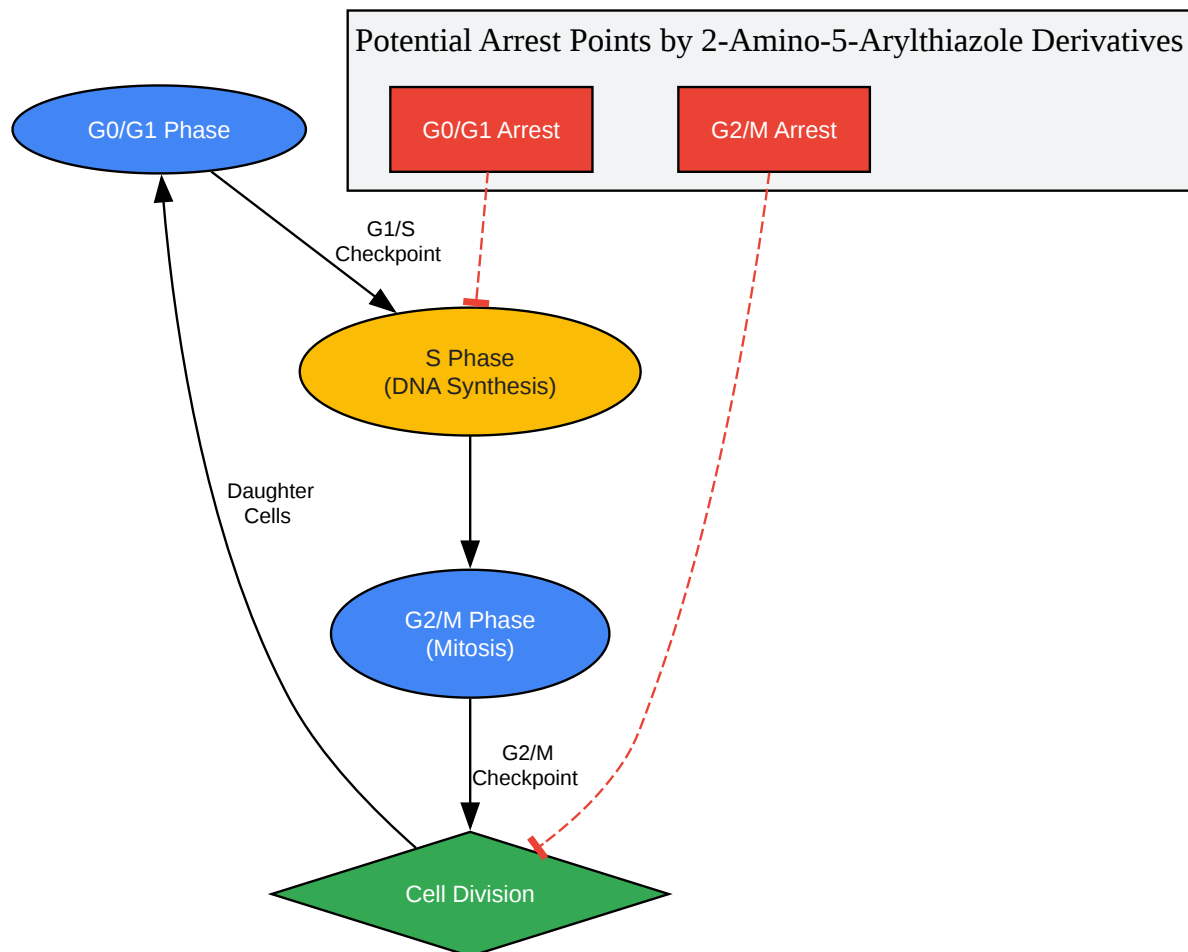 Potential Arrest Points by 2-Amino-5-Arylthiazole Derivatives
G0/G1 Phase
G0/G1 Arrest
G2/M Arrest
G1/S
Checkpoint
S Phase
(DNA Synthesis)
Daughter
Cells
G2/M Phase
(Mitosis)
G2/M
Checkpoint
Cell Division